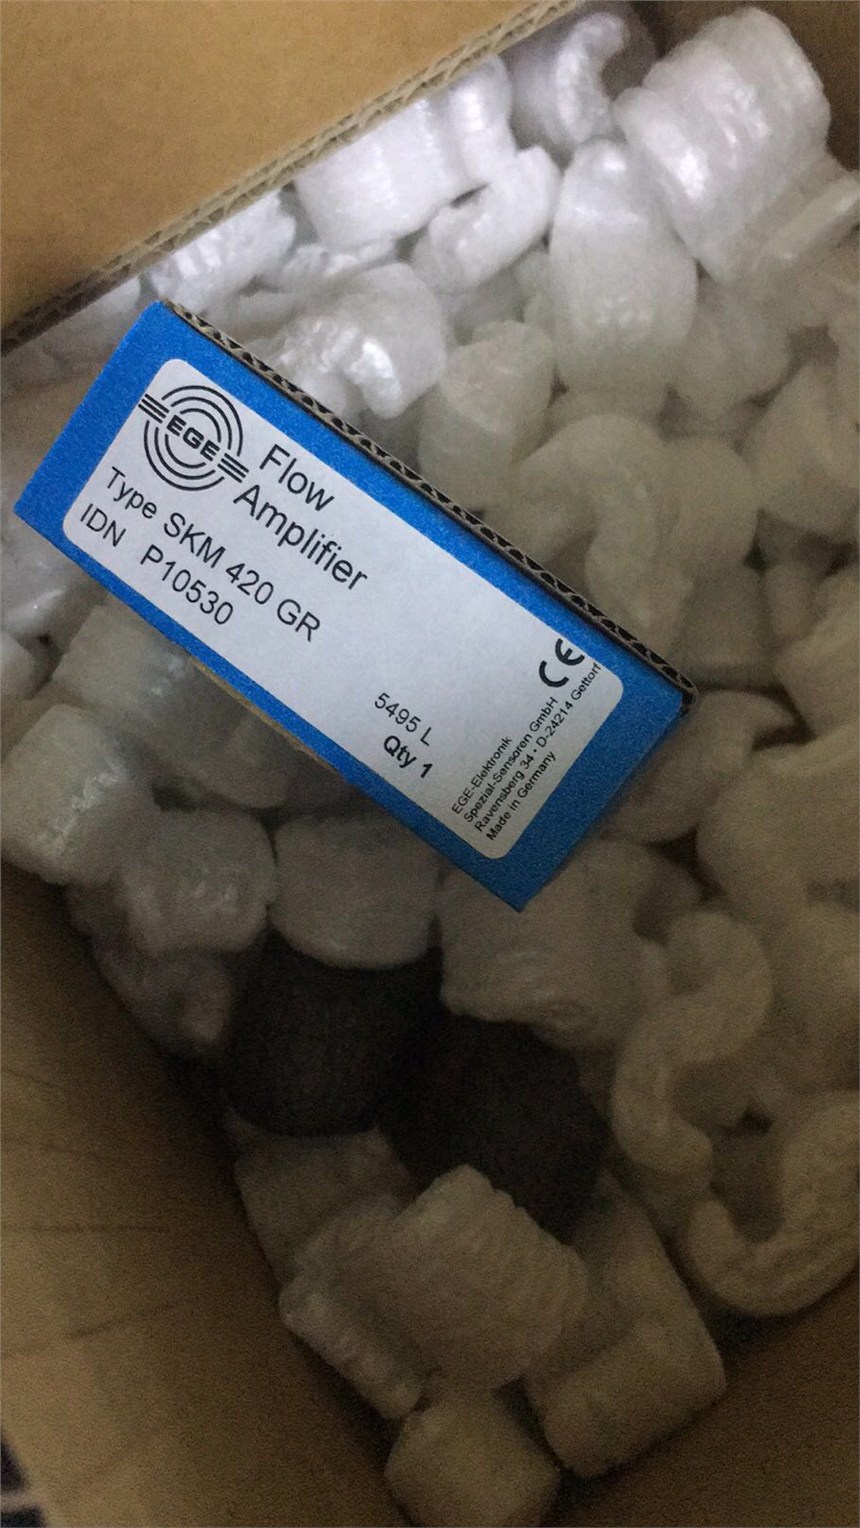 EGE
Flow
Amplifier
Type SKM 420 GR
IDN P10530
5495 L
Qty 1
CE
EGE-Elektronik
Spezial-Sensoren GmbH
Ravensberg 34 • D-24214 Gettorf
Made in Germany